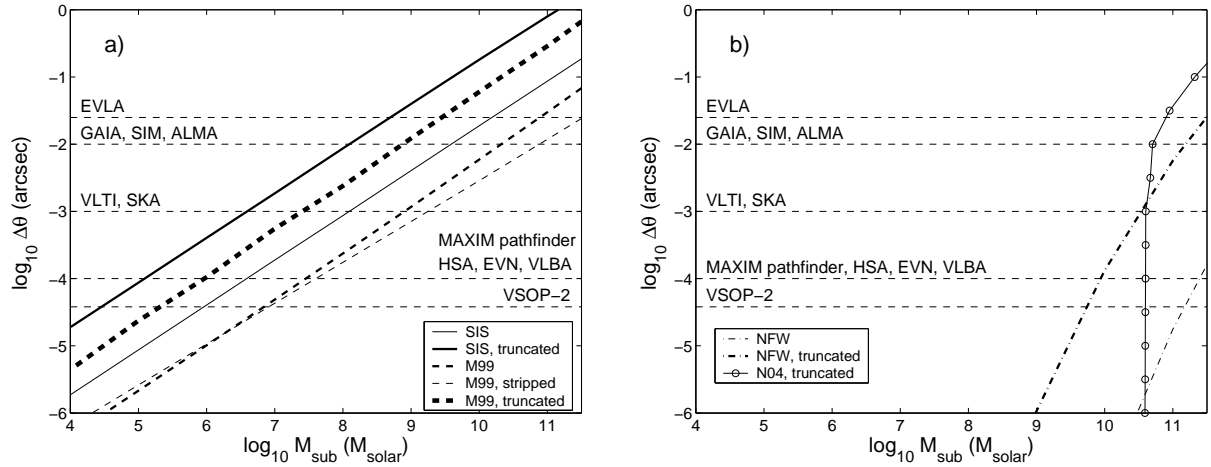 a)
0
−1
−2
−3
−4
−5
−6
log10 Δθ (arcsec)
EVLA
GAIA, SIM, ALMA
VLTI, SKA
MAXIM pathfinder
HSA, EVN, VLBA
VSOP−2
SIS
SIS, truncated
M99
M99, stripped
M99, truncated
4 5 6 7 8 9 10 11
log10 Msub (Msolar)
b)
0
−1
−2
−3
−4
−5
−6
log10 Δθ (arcsec)
EVLA
GAIA, SIM, ALMA
VLTI, SKA
MAXIM pathfinder, HSA, EVN, VLBA
VSOP−2
NFW
NFW, truncated
N04, truncated
4 5 6 7 8 9 10 11
log10 Msub (Msolar)